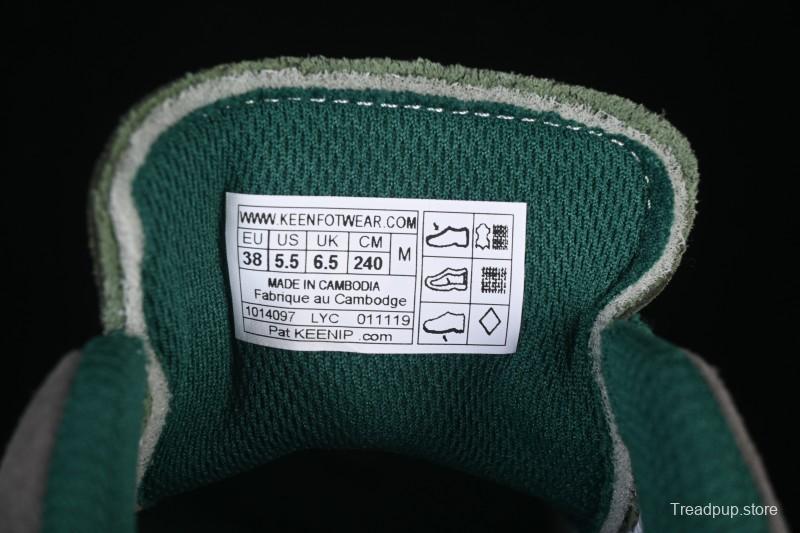 WWW.KEENFOTWEAR.COM
EU US UK CM M
38 5.5 6.5 240
MADE IN CAMBODIA
Fabrique au Cambodge
1014097 LYC 011119
Pat KEENIP .com
Treadpup.store